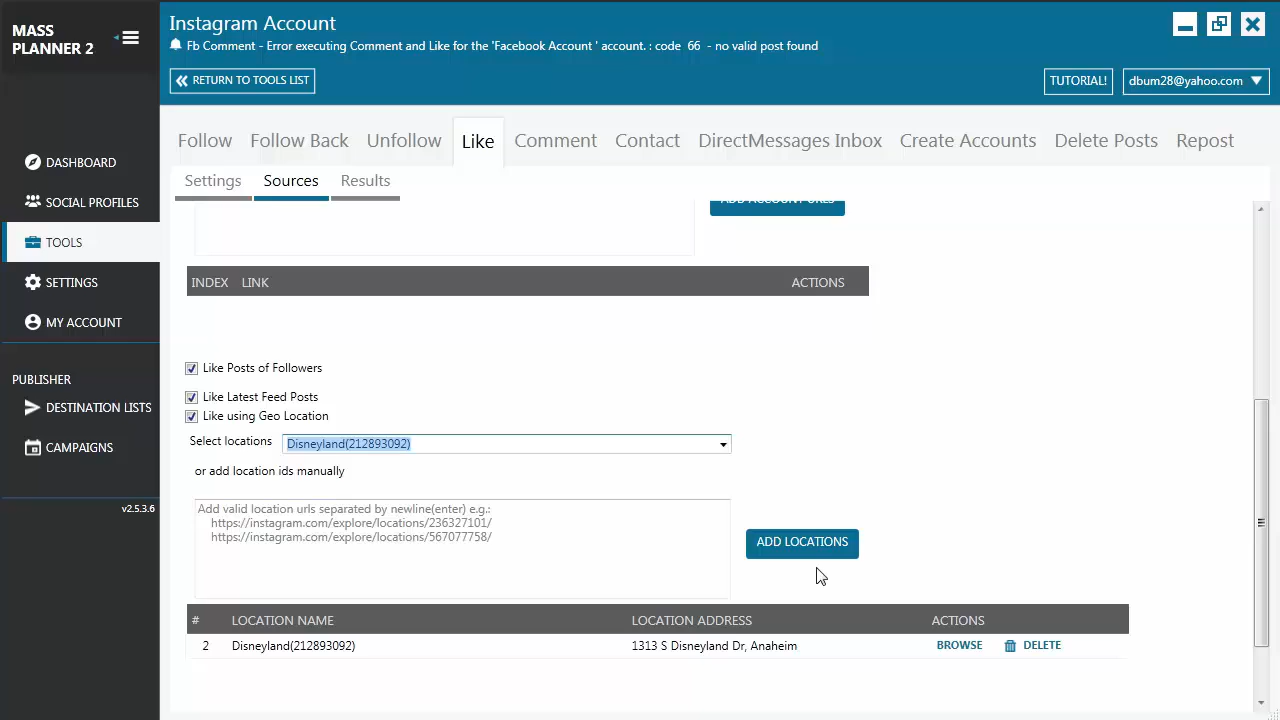 MASS
PLANNER 2
Instagram Account
Fb Comment - Error executing Comment and Like for the 'Facebook Account ' account. : code 66 - no valid post found
RETURN TO TOOLS LIST
TUTORIAL!
dbum28@yahoo.com
Follow Follow Back Unfollow Like Comment Contact DirectMessages Inbox Create Accounts Delete Posts Repost
Settings Sources Results
DASHBOARD
SOCIAL PROFILES
TOOLS
SETTINGS
MY ACCOUNT
PUBLISHER
DESTINATION LISTS
CAMPAIGNS
v2.5.3.6
ADD ACCOUNT URLS
INDEX LINK ACTIONS
Like Posts of Followers
Like Latest Feed Posts
Like using Geo Location
Select locations Disneyland(212893092)
or add location ids manually
Add valid location urls separated by newline(enter) e.g.:
https://instagram.com/explore/locations/236327101/
https://instagram.com/explore/locations/567077758/
ADD LOCATIONS
# LOCATION NAME LOCATION ADDRESS ACTIONS
2 Disneyland(212893092) 1313 S Disneyland Dr, Anaheim BROWSE DELETE